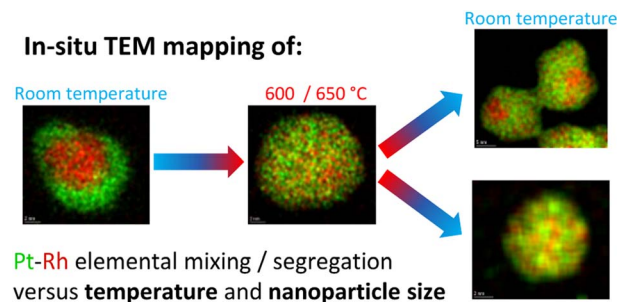 Room temperature
In-situ TEM mapping of:
Room temperature
600 / 650 °C
Pt-Rh elemental mixing / segregation
versus temperature and nanoparticle size